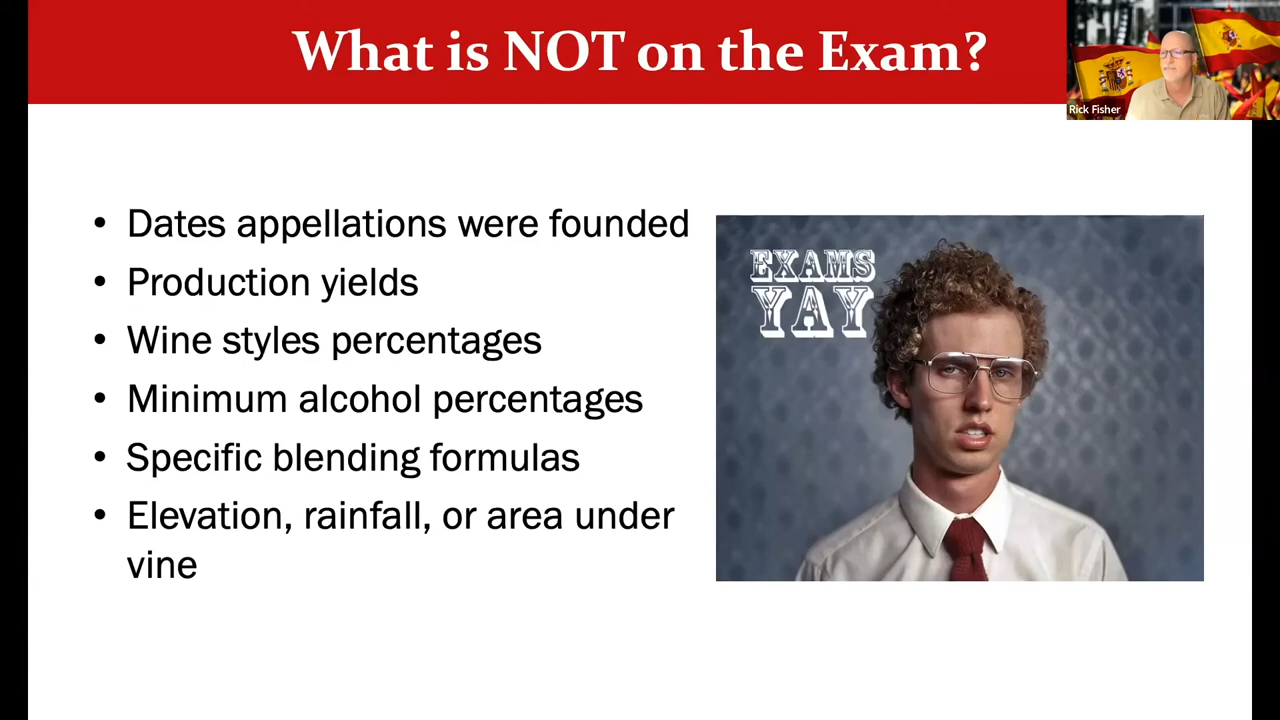 What is NOT on the Exam?
Rick Fisher
• Dates appellations were founded
• Production yields
• Wine styles percentages
• Minimum alcohol percentages
• Specific blending formulas
• Elevation, rainfall, or area under
vine
EXAMS
YAY